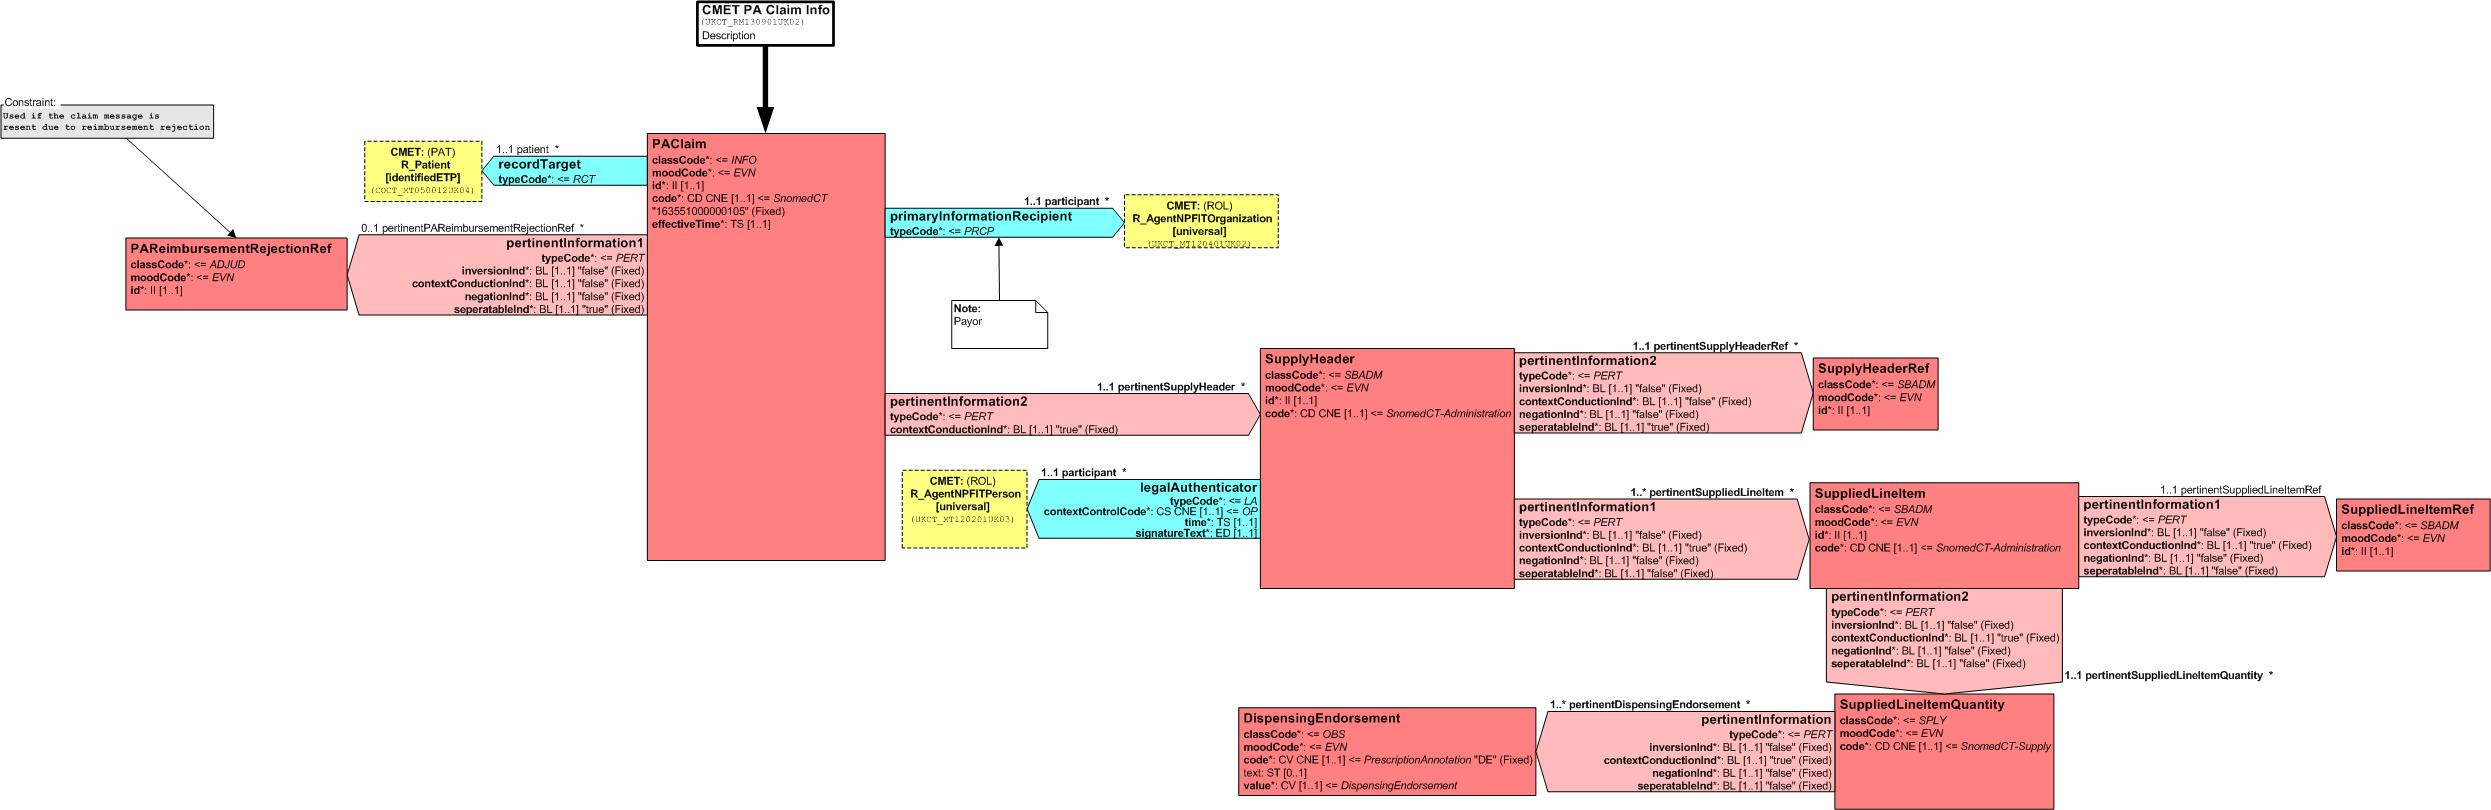 CMET PA Claim Info
(UKCT_RM130901UK02)
Description
Constraint:
Used if the claim message is
resent due to reimbursement rejection
CMET: (PAT)
R_Patient
[identifiedETP]
(COCT_MT050012UK04)
1..1 patient *
recordTarget
typeCode*: <= RCT
PAClaim
classCode*: <= INFO
moodCode*: <= EVN
id*: II [1..1]
code*: CD CNE [1..1] <= SnomedCT
"163551000000105" (Fixed)
effectiveTime*: TS [1..1]
1..1 participant *
primaryInformationRecipient
typeCode*: <= PRCP
CMET: (ROL)
R_AgentNPFITOrganization
[universal]
(UKCT_MT120401UK02)
Note:
Payor
0..1 pertinentPAReimbursementRejectionRef *
pertinentInformation1
typeCode*: <= PERT
inversionInd*: BL [1..1] "false" (Fixed)
contextConductionInd*: BL [1..1] "false" (Fixed)
negationInd*: BL [1..1] "false" (Fixed)
seperatableInd*: BL [1..1] "true" (Fixed)
PAReimbursementRejectionRef
classCode*: <= ADJUD
moodCode*: <= EVN
id*: II [1..1]
1..1 pertinentSupplyHeader *
pertinentInformation2
typeCode*: <= PERT
contextConductionInd*: BL [1..1] "true" (Fixed)
SupplyHeader
classCode*: <= SBADM
moodCode*: <= EVN
id*: II [1..1]
code*: CD CNE [1..1] <= SnomedCT-Administration
1..1 pertinentSupplyHeaderRef *
pertinentInformation2
typeCode*: <= PERT
inversionInd*: BL [1..1] "false" (Fixed)
contextConductionInd*: BL [1..1] "false" (Fixed)
negationInd*: BL [1..1] "false" (Fixed)
seperatableInd*: BL [1..1] "true" (Fixed)
SupplyHeaderRef
classCode*: <= SBADM
moodCode*: <= EVN
id*: II [1..1]
CMET: (ROL)
R_AgentNPFITPerson
[universal]
(UKCT_MT120201UK03)
1..1 participant *
legalAuthenticator
typeCode*: <= LA
contextControlCode*: CS CNE [1..1] <= OP
time*: TS [1..1]
signatureText*: ED [1..1]
1..* pertinentSuppliedLineItem *
pertinentInformation1
typeCode*: <= PERT
inversionInd*: BL [1..1] "false" (Fixed)
contextConductionInd*: BL [1..1] "true" (Fixed)
negationInd*: BL [1..1] "false" (Fixed)
seperatableInd*: BL [1..1] "false" (Fixed)
SuppliedLineItem
classCode*: <= SBADM
moodCode*: <= EVN
id*: II [1..1]
code*: CD CNE [1..1] <= SnomedCT-Administration
1..1 pertinentSuppliedLineItemRef
pertinentInformation1
typeCode*: <= PERT
inversionInd*: BL [1..1] "false" (Fixed)
contextConductionInd*: BL [1..1] "true" (Fixed)
negationInd*: BL [1..1] "false" (Fixed)
seperatableInd*: BL [1..1] "false" (Fixed)
SuppliedLineItemRef
classCode*: <= SBADM
moodCode*: <= EVN
id*: II [1..1]
pertinentInformation2
typeCode*: <= PERT
inversionInd*: BL [1..1] "false" (Fixed)
contextConductionInd*: BL [1..1] "true" (Fixed)
negationInd*: BL [1..1] "false" (Fixed)
seperatableInd*: BL [1..1] "false" (Fixed)
1..1 pertinentSuppliedLineItemQuantity *
SuppliedLineItemQuantity
classCode*: <= SPLY
moodCode*: <= EVN
code*: CD CNE [1..1] <= SnomedCT-Supply
1..* pertinentDispensingEndorsement *
pertinentInformation
typeCode*: <= PERT
inversionInd*: BL [1..1] "false" (Fixed)
contextConductionInd*: BL [1..1] "true" (Fixed)
negationInd*: BL [1..1] "false" (Fixed)
seperatableInd*: BL [1..1] "false" (Fixed)
DispensingEndorsement
classCode*: <= OBS
moodCode*: <= EVN
code*: CV CNE [1..1] <= PrescriptionAnnotation "DE" (Fixed)
text: ST [0..1]
value*: CV [1..1] <= DispensingEndorsement